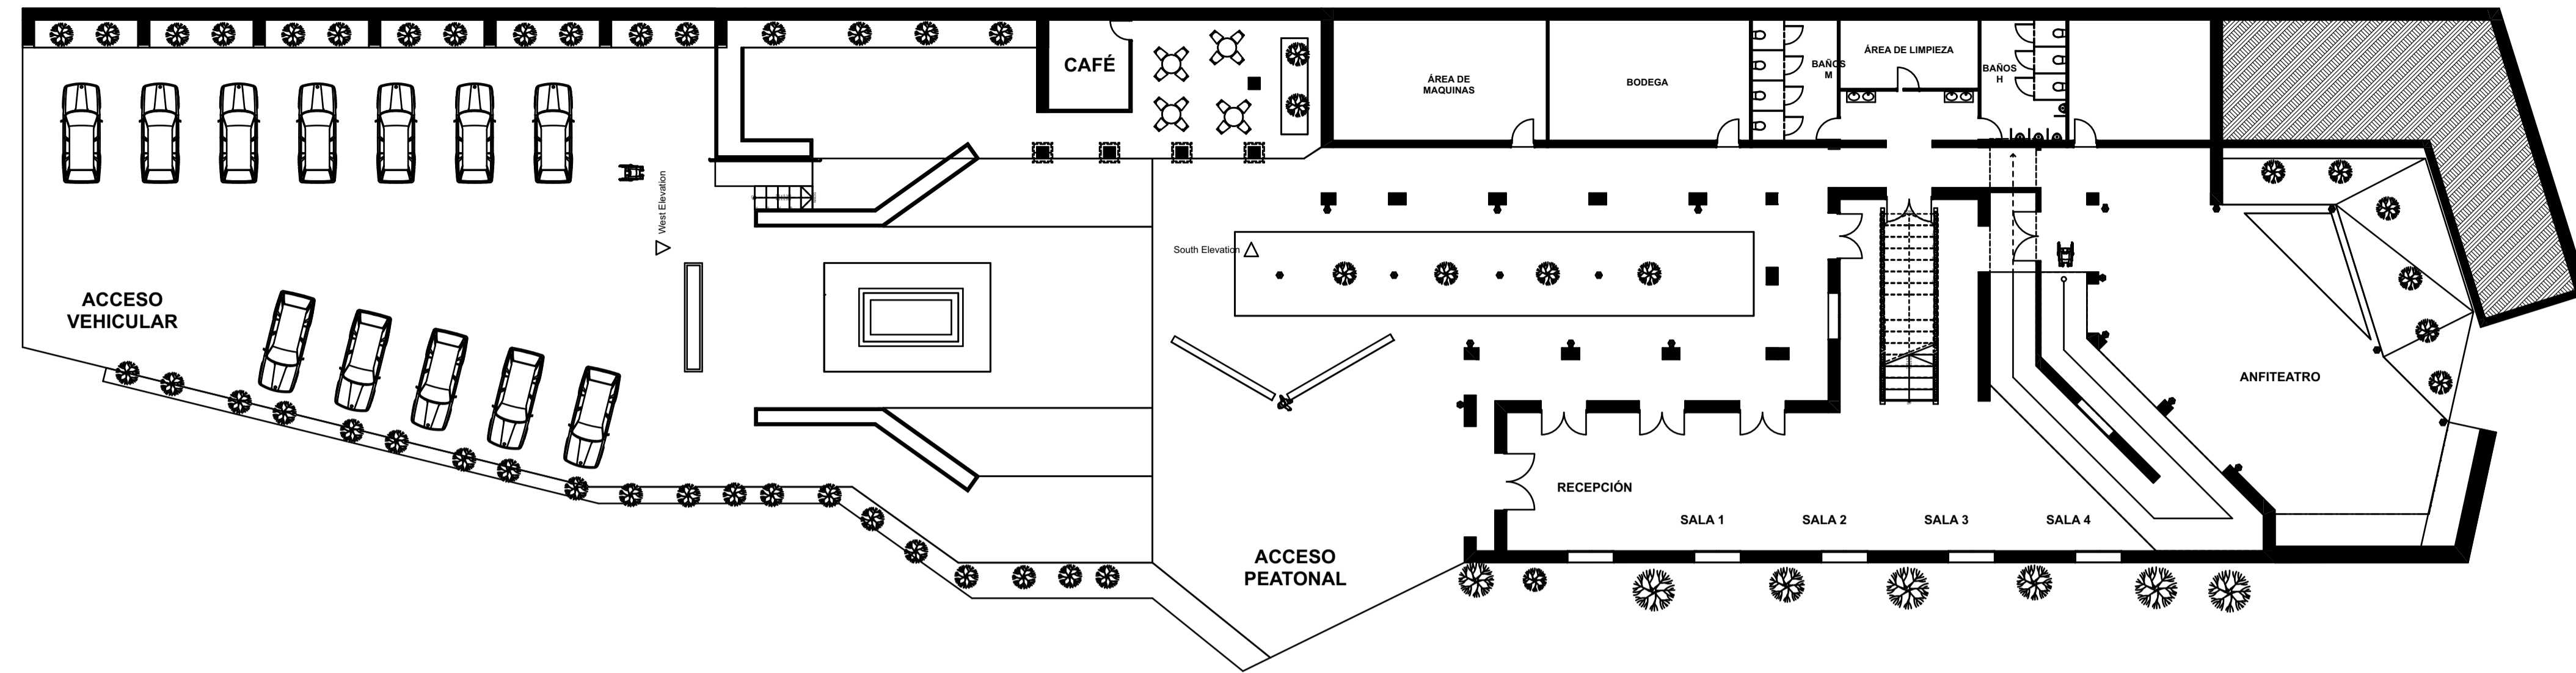 CAFÉ
ÁREA DE
MAQUINAS
BODEGA
BAÑOS
M
ÁREA DE LIMPIEZA
BAÑOS
H
West Elevation
South Elevation
ACCESO
VEHICULAR
ANFITEATRO
RECEPCIÓN
SALA 1
SALA 2
SALA 3
SALA 4
ACCESO
PEATONAL